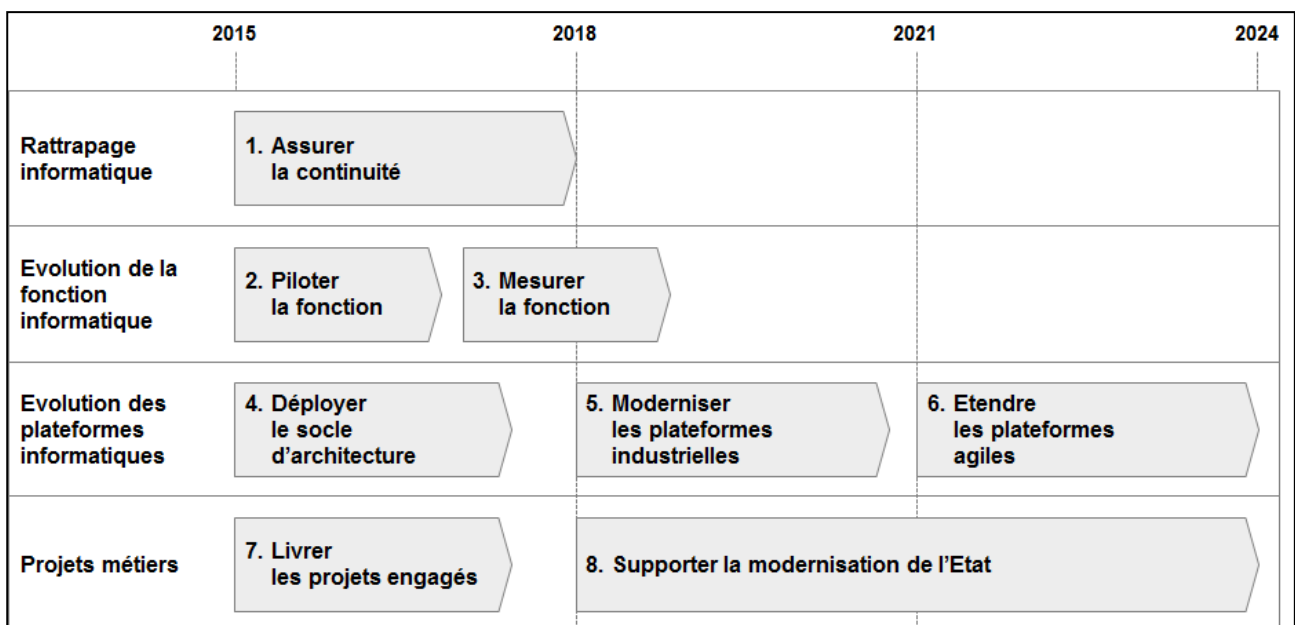 2015 2018 2021 2024
Rattrapage
informatique
1. Assurer
la continuité
Evolution de la
fonction
informatique
2. Piloter
la fonction
3. Mesurer
la fonction
Evolution des
plateformes
informatiques
4. Déployer
le socle
d'architecture
5. Moderniser
les plateformes
industrielles
6. Etendre
les plateformes
agiles
Projets métiers
7. Livrer
les projets engagés
8. Supporter la modernisation de l'Etat